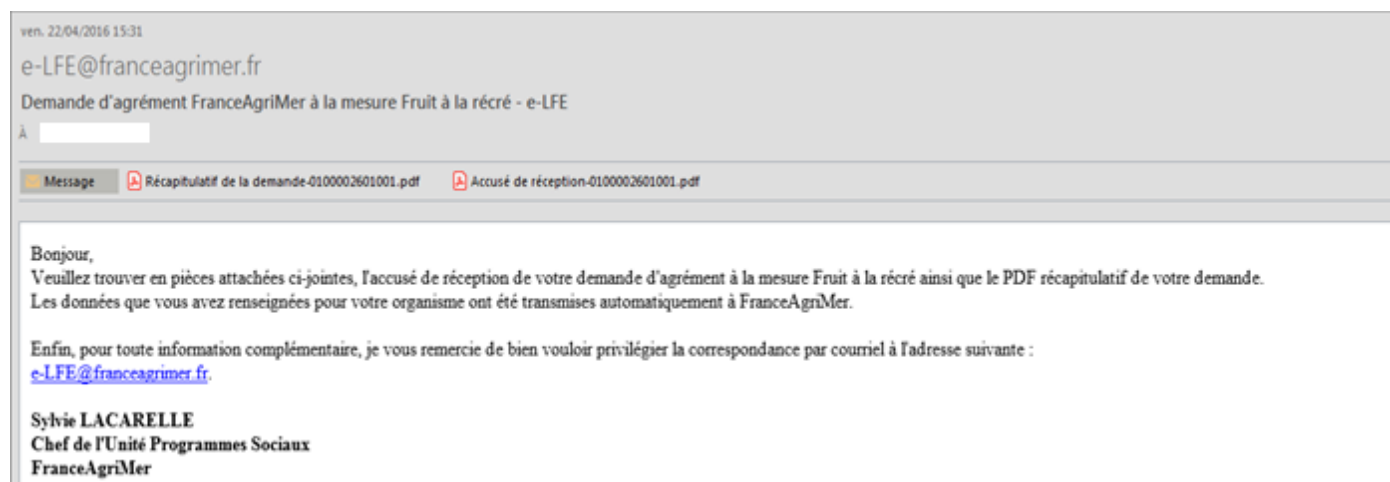 ven. 22/04/2016 15:31
e-LFE@franceagrimer.fr
Demande d'agrément FranceAgriMer à la mesure Fruit à la récré - e-LFE
À
Message Récapitulatif de la demande-0100002601001.pdf Accusé de réception-0100002601001.pdf
Bonjour,
Veuillez trouver en pièces attachées ci-jointes, l'accusé de réception de votre demande d'agrément à la mesure Fruit à la récré ainsi que le PDF récapitulatif de votre demande.
Les données que vous avez renseignées pour votre organisme ont été transmises automatiquement à FranceAgriMer.
Enfin, pour toute information complémentaire, je vous remercie de bien vouloir privilégier la correspondance par courriel à l'adresse suivante :
e-LFE@franceagrimer.fr.
Sylvie LACARELLE
Chef de l'Unité Programmes Sociaux
FranceAgriMer